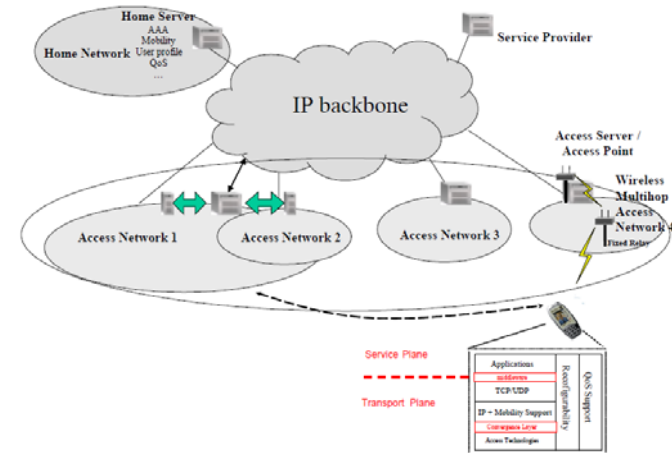 Home Server
AAA
Mobility
User profile
QoS
...
Home Network
Service Provider
IP backbone
Access Server /
Access Point
Wireless
Multihop
Access
Network 4
Fixed Relay
Access Network 1
Access Network 2
Access Network 3
Service Plane
Transport Plane
Applications
middleware
TCP/UDP
IP + Mobility Support
Convergence Layer
Access Technologies
Reconfigurability
QoS Support